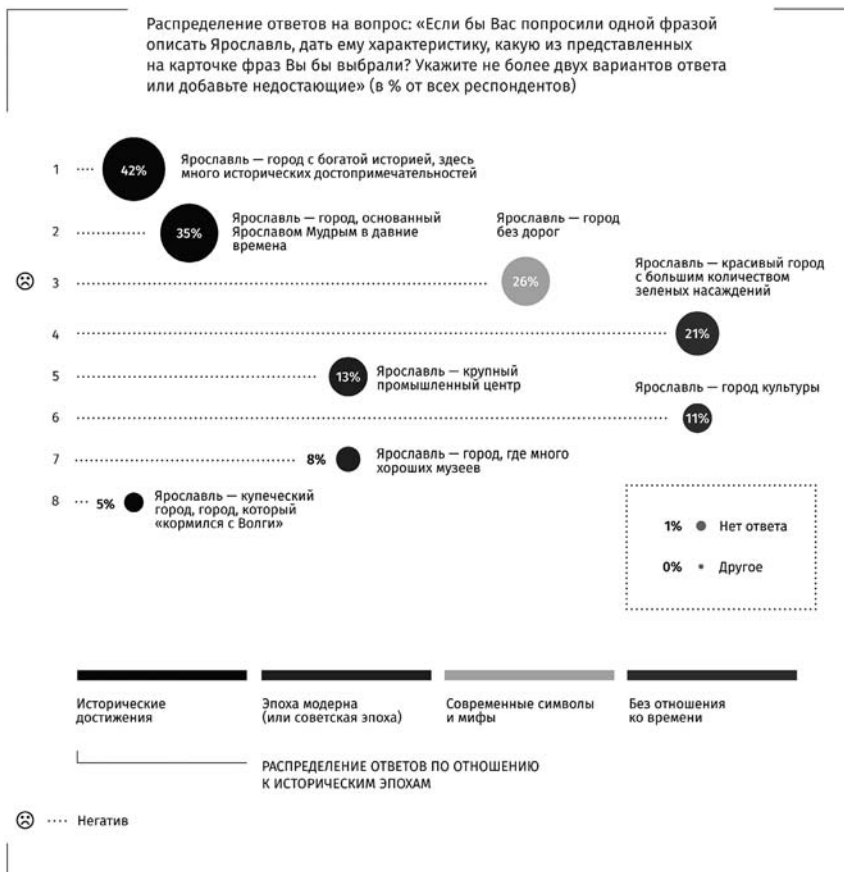 Распределение ответов на вопрос: «Если бы Вас попросили одной фразой
описать Ярославль, дать ему характеристику, какую из представленных
на карточке фраз Вы бы выбрали? Укажите не более двух вариантов ответа
или добавьте недостающие» (в % от всех респондентов)
1 ···· 42%
Ярославль — город с богатой историей, здесь
много исторических достопримечательностей
2 35%
Ярославль — город, основанный
Ярославом Мудрым в давние
времена
Ярославль — город
без дорог
3 26%
Ярославль — красивый город
с большим количеством
зеленых насаждений
4 21%
5 13%
Ярославль — крупный
промышленный центр
Ярославль — город культуры
6 11%
7 8%
Ярославль — город, где много
хороших музеев
8 ··· 5%
Ярославль — купеческий
город, город, который
«кормился с Волги»
1% Нет ответа
0% Другое
Исторические
достижения
Эпоха модерна
(или советская эпоха)
Современные символы
и мифы
Без отношения
ко времени
РАСПРЕДЕЛЕНИЕ ОТВЕТОВ ПО ОТНОШЕНИЮ
К ИСТОРИЧЕСКИМ ЭПОХАМ
···· Негатив